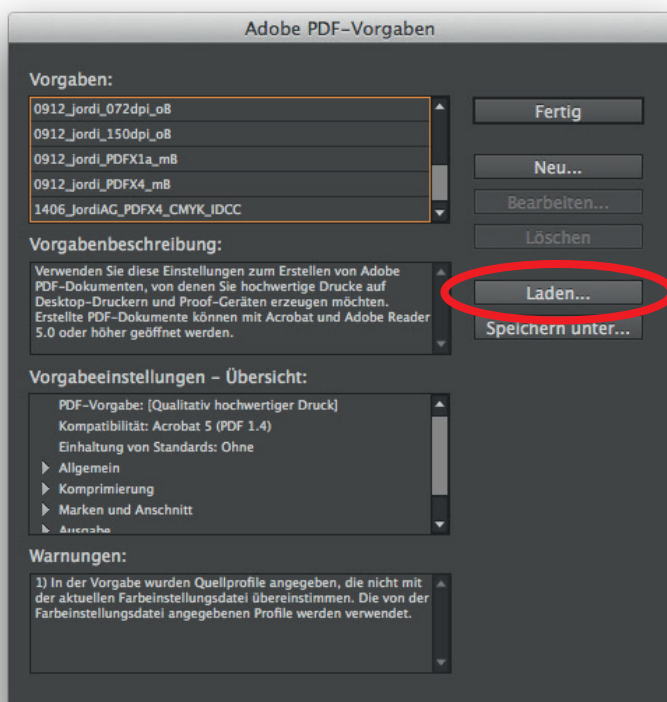 Adobe PDF-Vorgaben
Vorgaben:
0912_jordi_072dpi_oB
0912_jordi_150dpi_oB
0912_jordi_PDFX1a_mB
0912_jordi_PDFX4_mB
1406_JordiAG_PDFX4_CMYK_IDCC
Fertig
Neu...
Bearbeiten...
Löschen
Laden...
Speichern unter...
Vorgabenbeschreibung:
Verwenden Sie diese Einstellungen zum Erstellen von Adobe
PDF-Dokumenten, von denen Sie hochwertige Drucke auf
Desktop-Druckern und Proof-Geräten erzeugen möchten.
Erstellte PDF-Dokumente können mit Acrobat und Adobe Reader
5.0 oder höher geöffnet werden.
Vorgabeeinstellungen – Übersicht:
PDF-Vorgabe: [Qualitativ hochwertiger Druck]
Kompatibilität: Acrobat 5 (PDF 1.4)
Einhaltung von Standards: Ohne
Allgemein
Komprimierung
Marken und Anschnitt
Ausgabe
Warnungen:
1) In der Vorgabe wurden Quellprofile angegeben, die nicht mit
der aktuellen Farbeinstellungsdatei übereinstimmen. Die von der
Farbeinstellungsdatei angegebenen Profile werden verwendet.